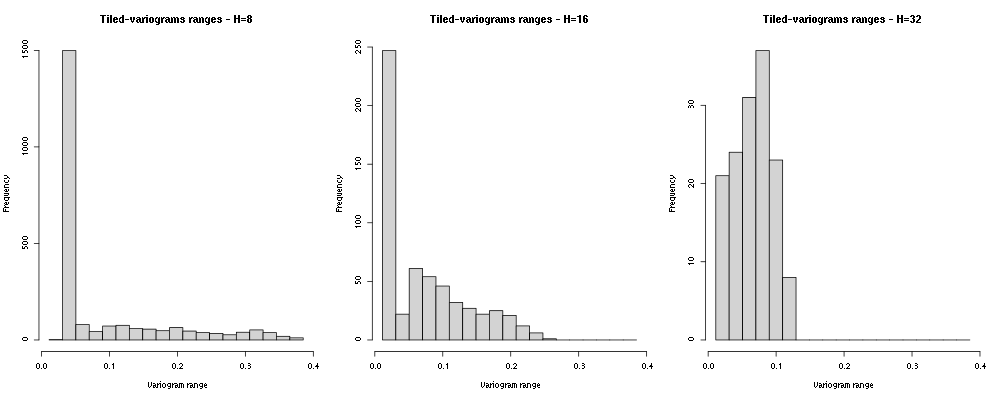 Tiled-variograms ranges - H=8
Tiled-variograms ranges - H=16
Tiled-variograms ranges - H=32
Frequency
1500
1000
500
0
0.0 0.1 0.2 0.3 0.4
Variogram range
Frequency
250
200
150
100
50
0
0.0 0.1 0.2 0.3 0.4
Variogram range
Frequency
30
20
10
0
0.0 0.1 0.2 0.3 0.4
Variogram range